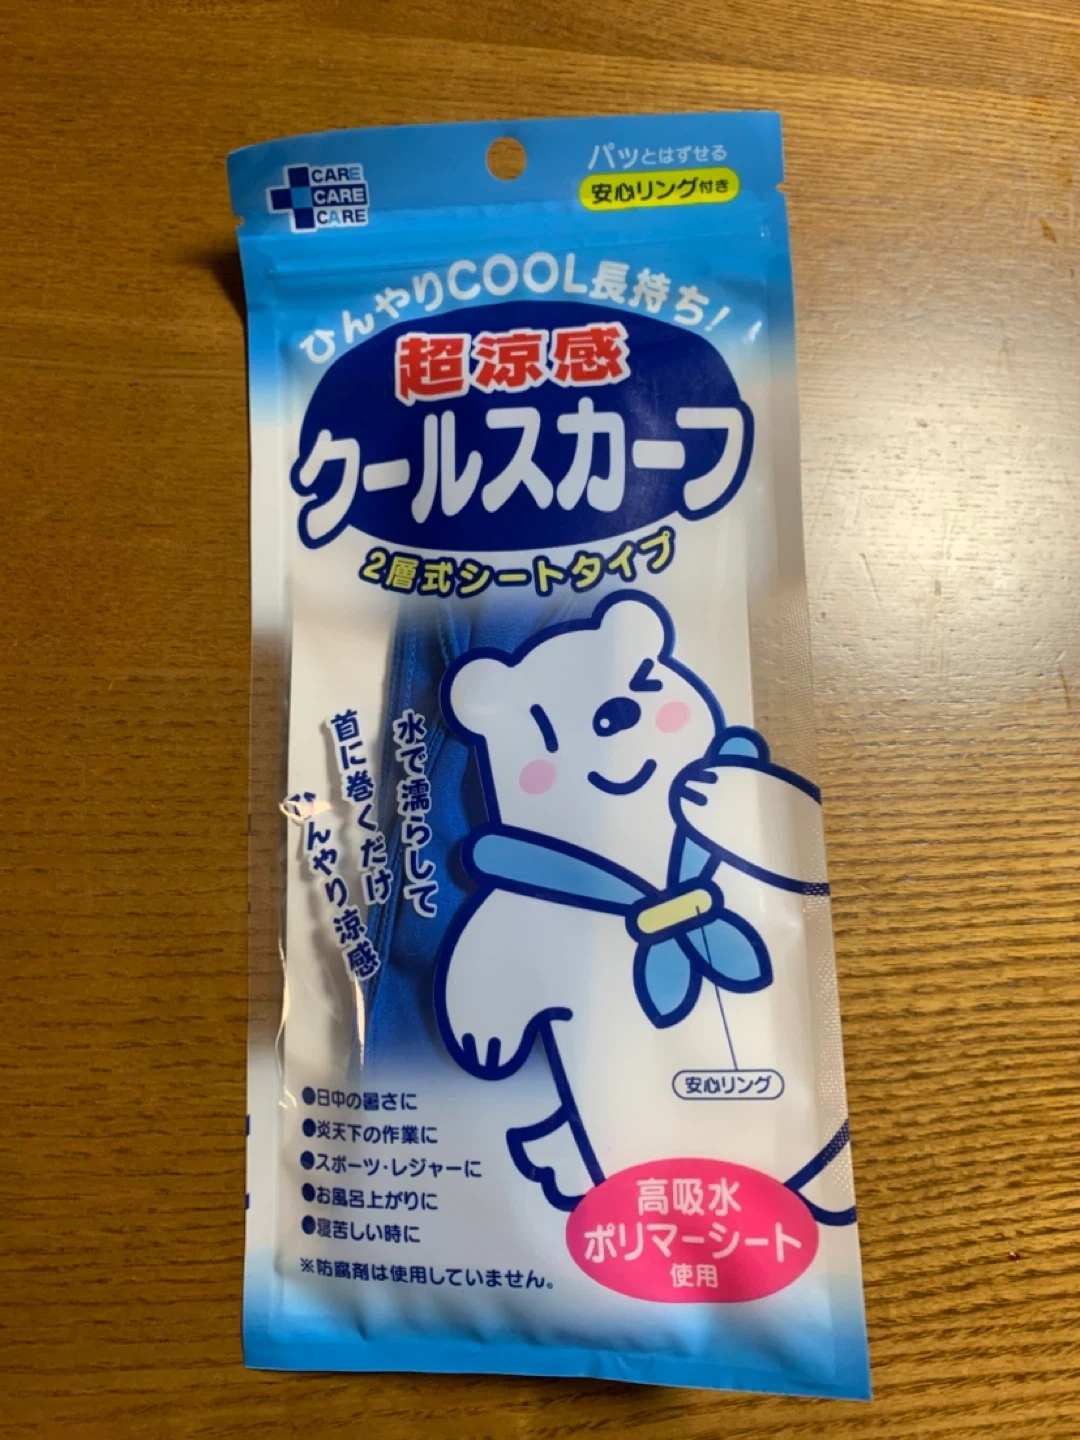 CARE
CARE
CARE
パッとはずせる
安心リング付き
ひんやりCOOL長持ち!
超涼感
クールスカーフ
2層式シートタイプ
水で濡らして
首に巻くだけ
ひんやり涼感
安心リング
●日中の暑さに
●炎天下の作業に
●スポーツ・レジャーに
●お風呂上がりに
●寝苦しい時に
※防腐剤は使用していません。
高吸水
ポリマーシート
使用